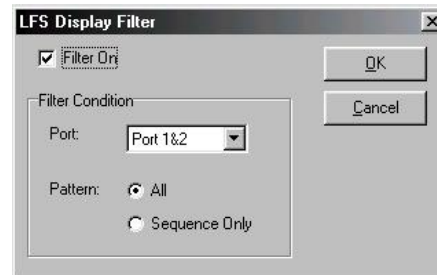 LFS Display Filter
Filter On
OK
Cancel
Filter Condition
Port:
Port 1&2
Pattern:
All
Sequence Only